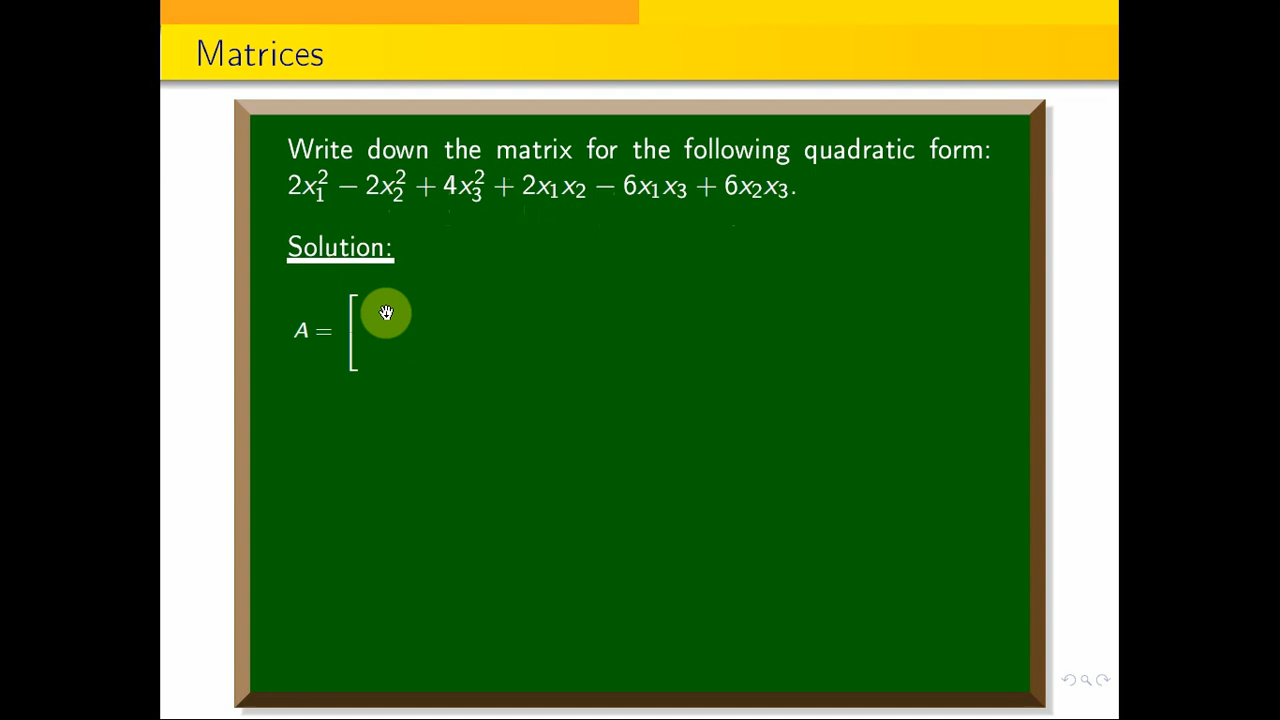 Matrices
Write down the matrix for the following quadratic form:
2x₁² − 2x₂² + 4x₃² + 2x₁x₂ − 6x₁x₃ + 6x₂x₃.
Solution:
A = [